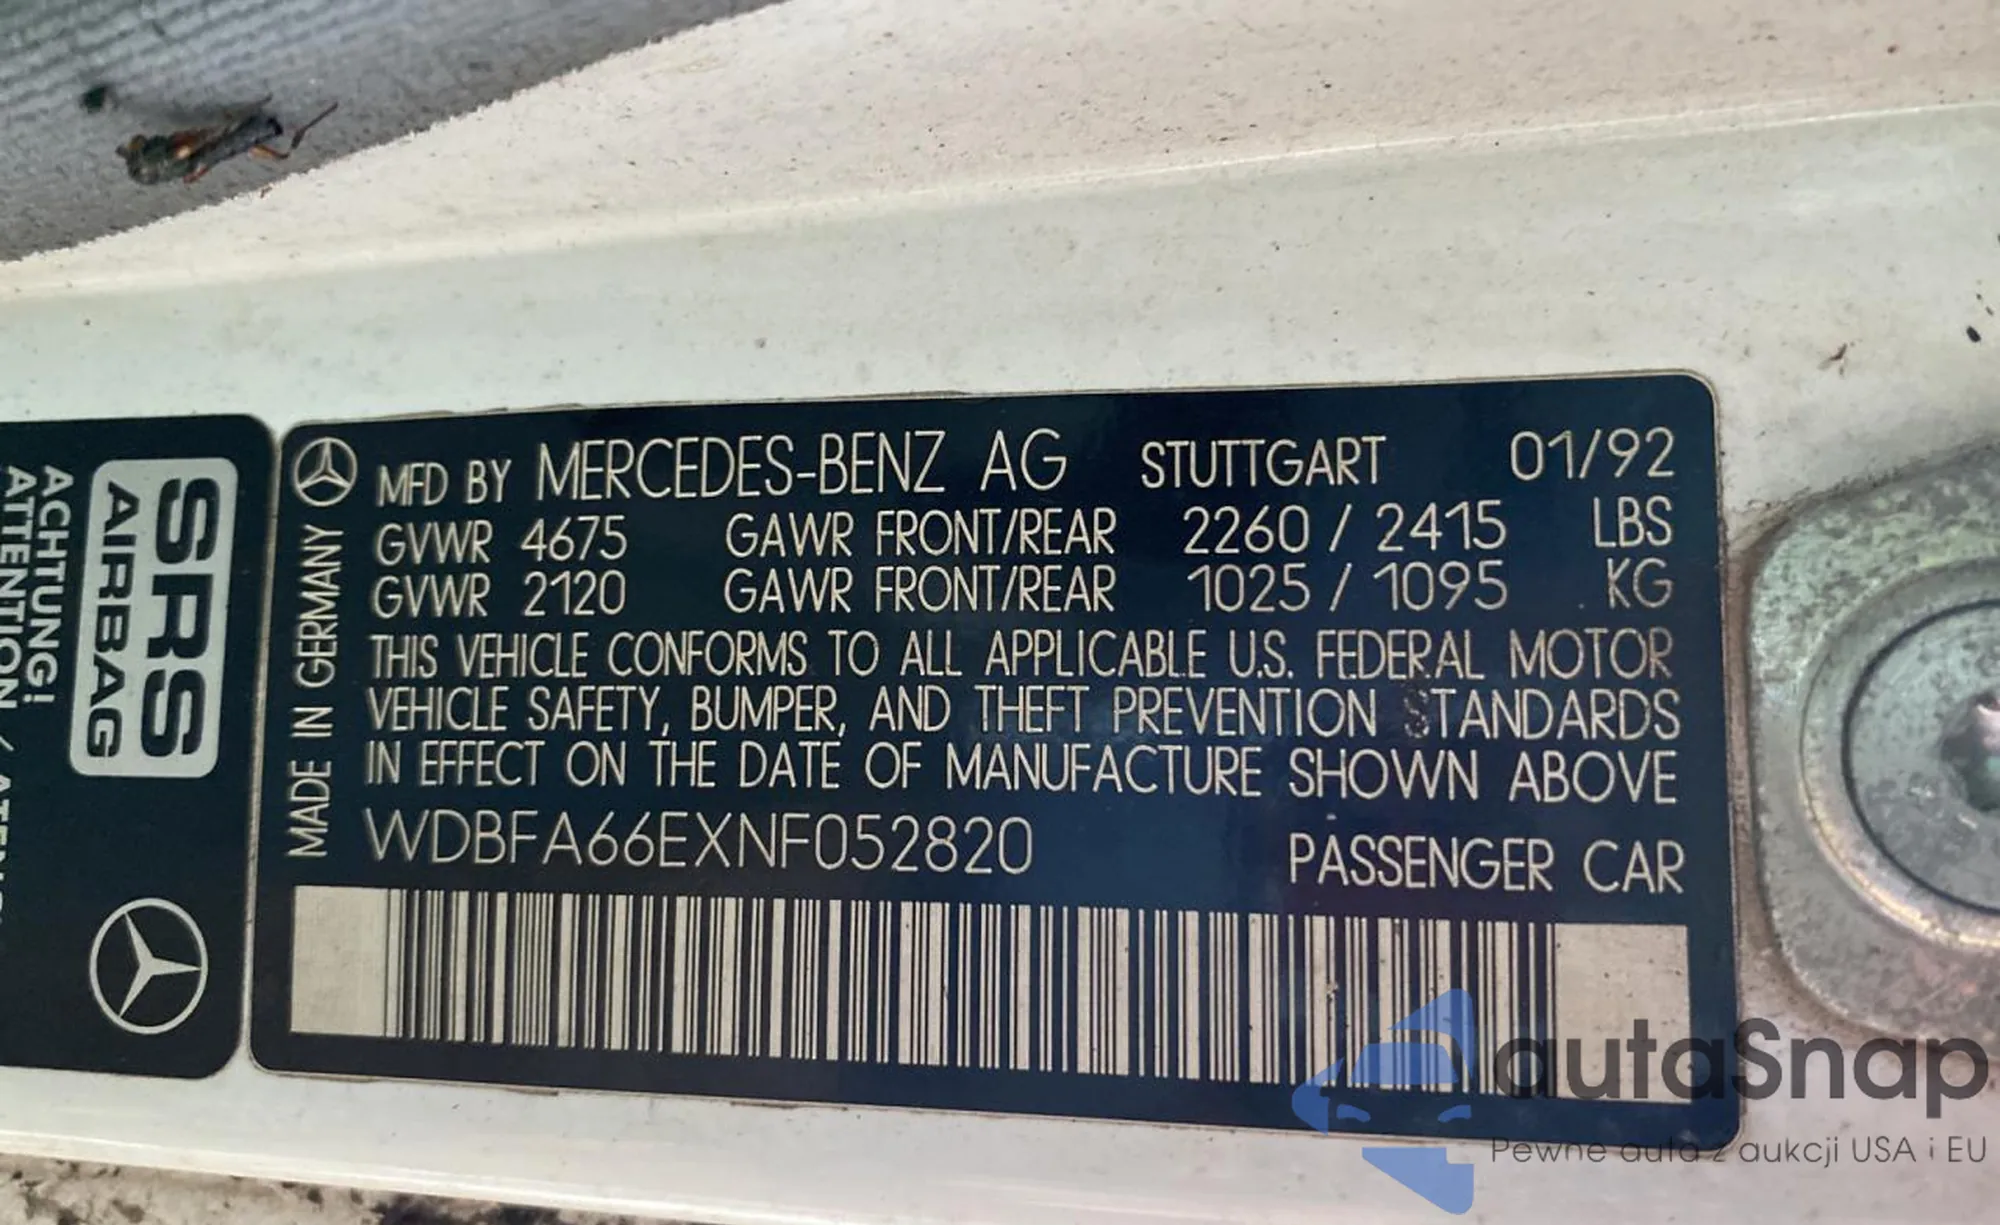 MFD BY MERCEDES-BENZ AG STUTTGART 01/92
GVWR 4675 GAWR FRONT/REAR 2260 / 2415 LBS
GVWR 2120 GAWR FRONT/REAR 1025 / 1095 KG
THIS VEHICLE CONFORMS TO ALL APPLICABLE U.S. FEDERAL MOTOR
VEHICLE SAFETY, BUMPER, AND THEFT PREVENTION STANDARDS
IN EFFECT ON THE DATE OF MANUFACTURE SHOWN ABOVE
WDBFA66EXNF052820 PASSENGER CAR
MADE IN GERMANY
SRS
AIRBAG
ACHTUNG!
ATTENTION /
autaSnap
Pewne auta z aukcji USA i EU